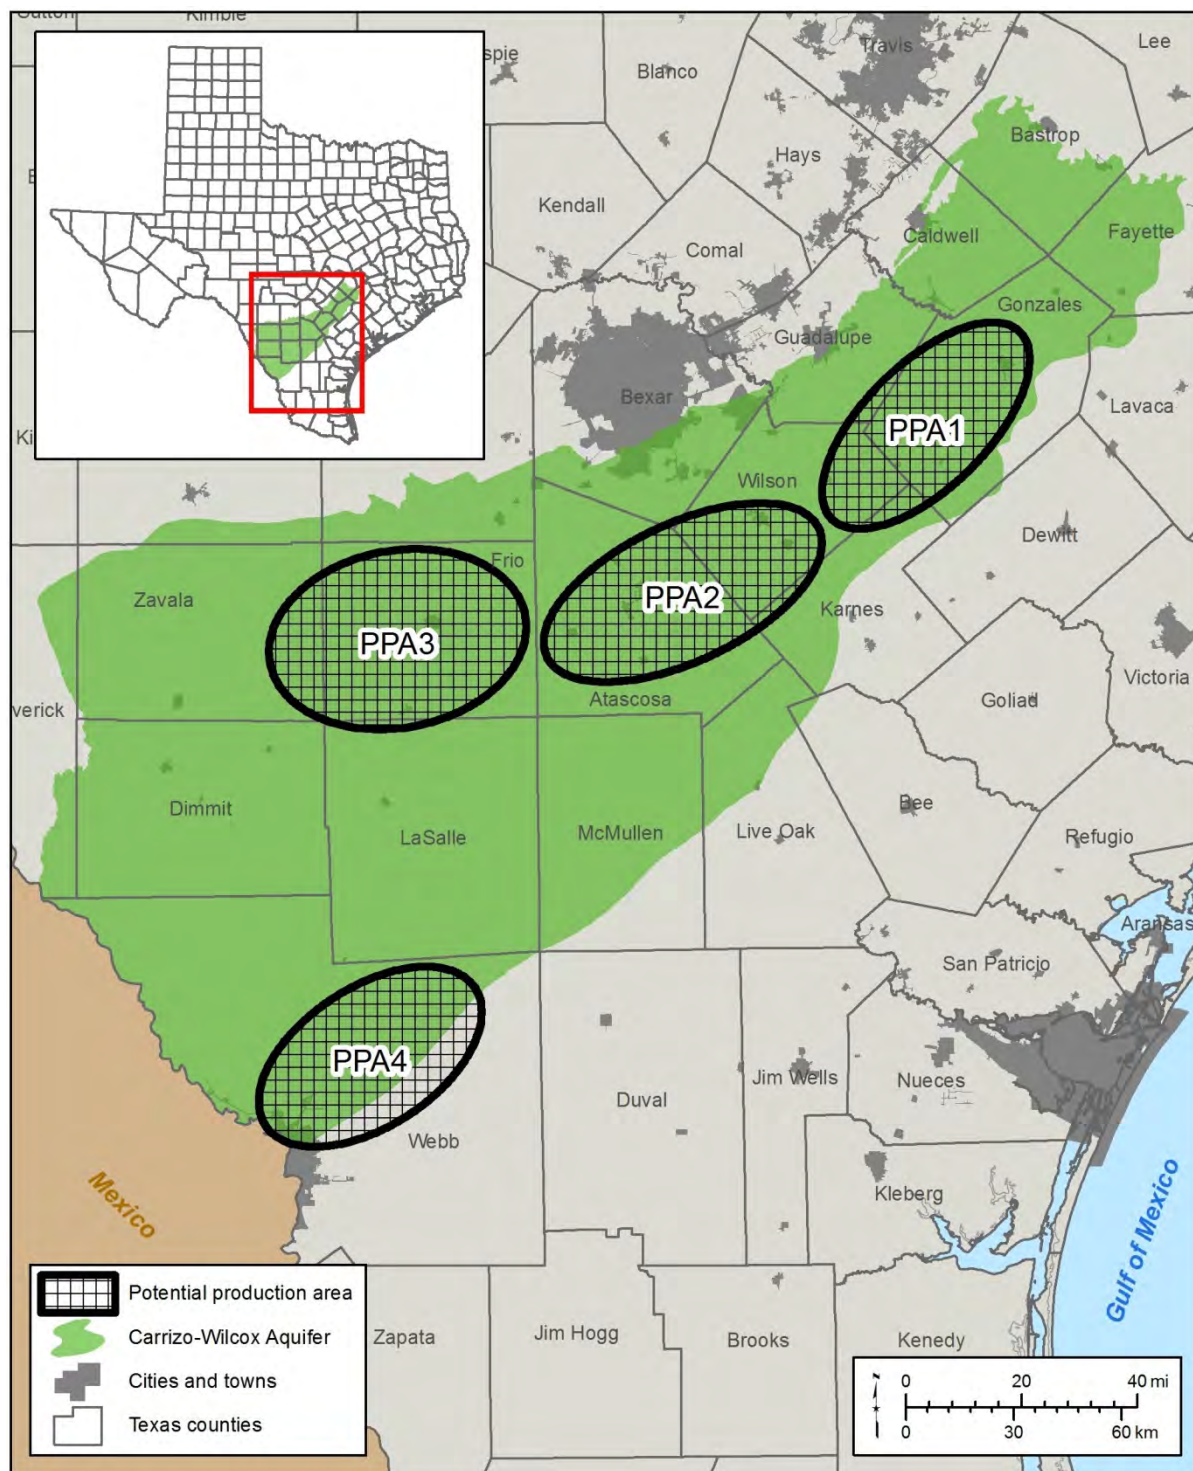 Kimble
spie
Blanco
Travis
Lee
Bastrop
Hays
Kendall
Comal
Caldwell
Fayette
Gonzales
Guadalupe
Bexar
Lavaca
PPA1
Wilson
Dewitt
Frio
Zavala
PPA2
PPA3
Karnes
Victoria
Goliad
Atascosa
verick
Dimmit
LaSalle
McMullen
Live Oak
Bee
Refugio
Aransas
San Patricio
PPA4
Duval
Jim Wells
Nueces
Webb
Kleberg
Mexico
Gulf of Mexico
Zapata
Jim Hogg
Brooks
Kenedy
Potential production area
Carrizo-Wilcox Aquifer
Cities and towns
Texas counties
N
0 20 40 mi
0 30 60 km